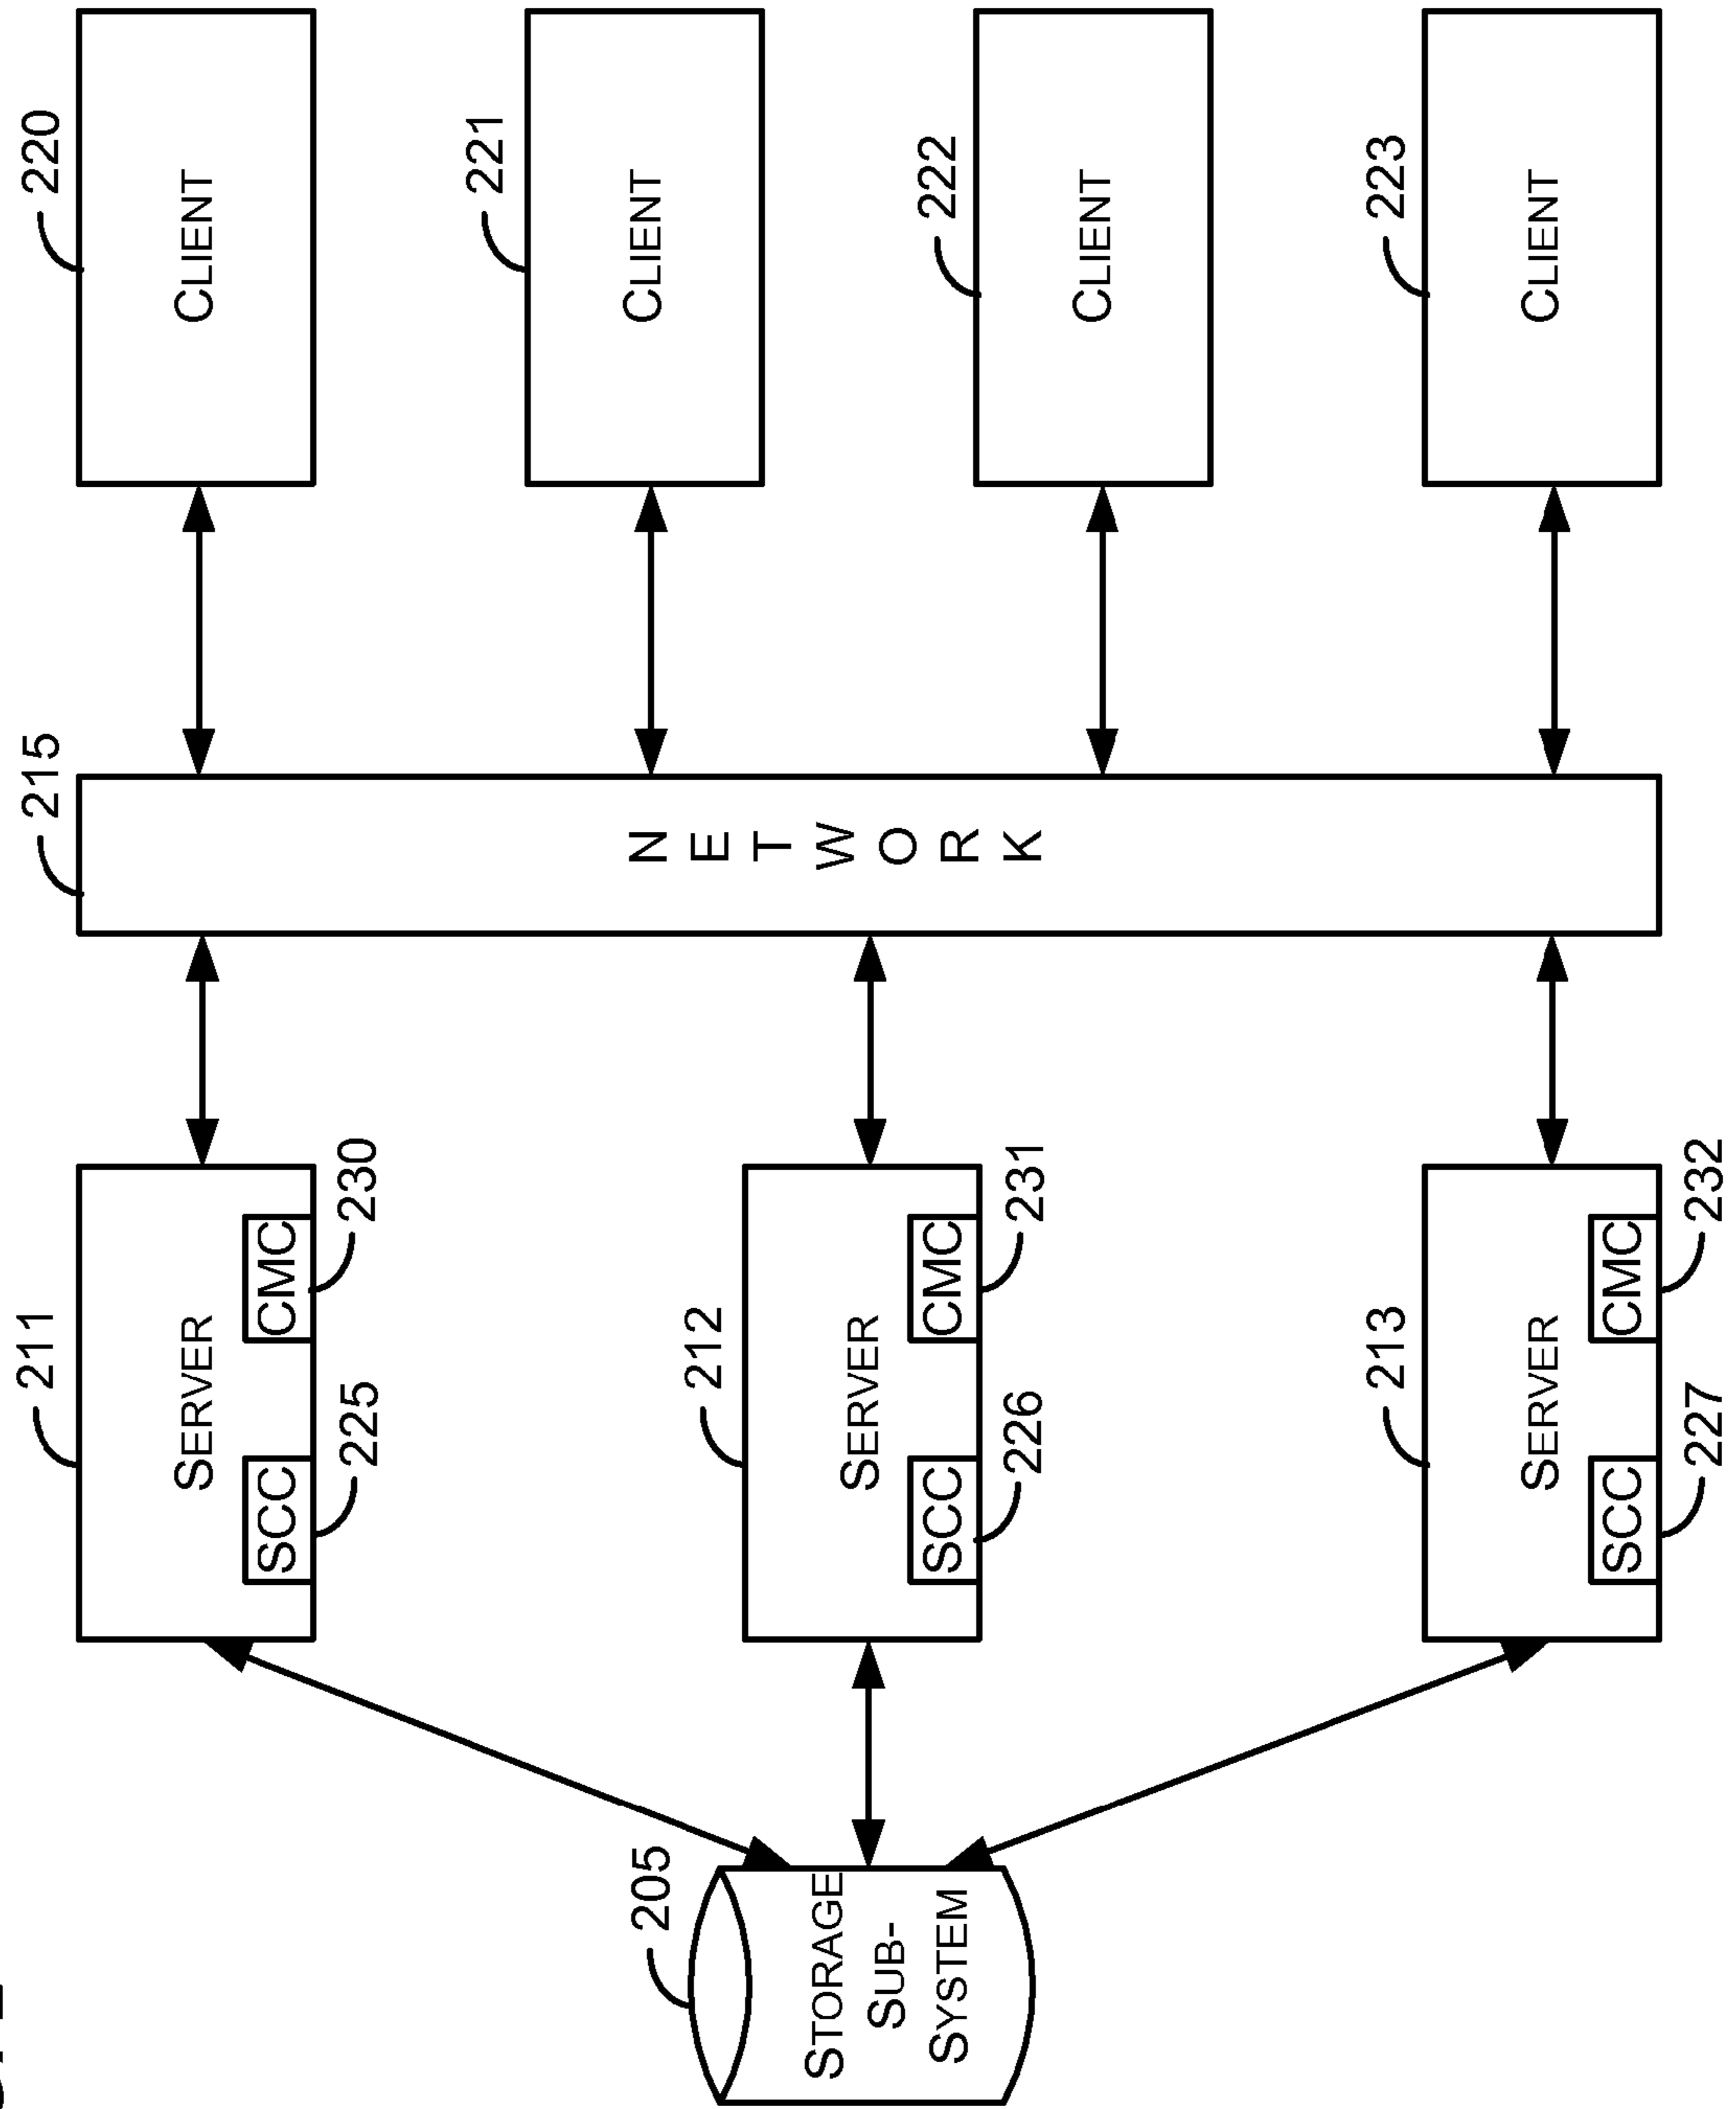 211
215
220
SERVER
CLIENT
SCC
CMC
225
230
221
CLIENT
205
212
NETWORK
STORAGE
SUB-
SYSTEM
SERVER
SCC
CMC
226
231
222
CLIENT
213
223
SERVER
CLIENT
SCC
CMC
227
232